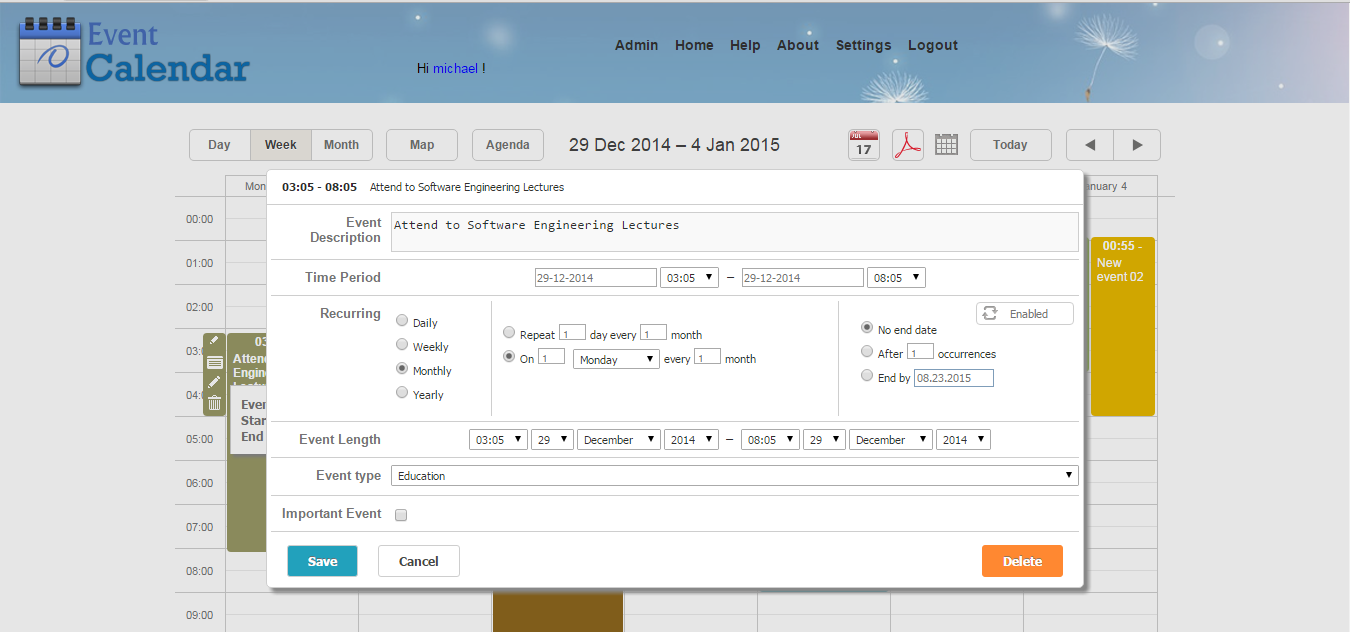 Event
Calendar
Hi michael !
Admin Home Help About Settings Logout
Day Week Month Map Agenda 29 Dec 2014 – 4 Jan 2015 JUL 17 Today
Mon
nuary 4
03:05 - 08:05 Attend to Software Engineering Lectures
Event
Description
Attend to Software Engineering Lectures
Time Period 29-12-2014 03:05 – 29-12-2014 08:05
Recurring
Daily
Weekly
Monthly
Yearly
Repeat 1 day every 1 month
On 1 Monday every 1 month
Enabled
No end date
After 1 occurrences
End by 08.23.2015
Event Length 03:05 29 December 2014 – 08:05 29 December 2014
Event type Education
Important Event
Save Cancel Delete
00:00
01:00
02:00
03:
04:
05:00
06:00
07:00
08:00
09:00
03
Atten
Engin
Even
Star
End
00:55 -
New
event 02